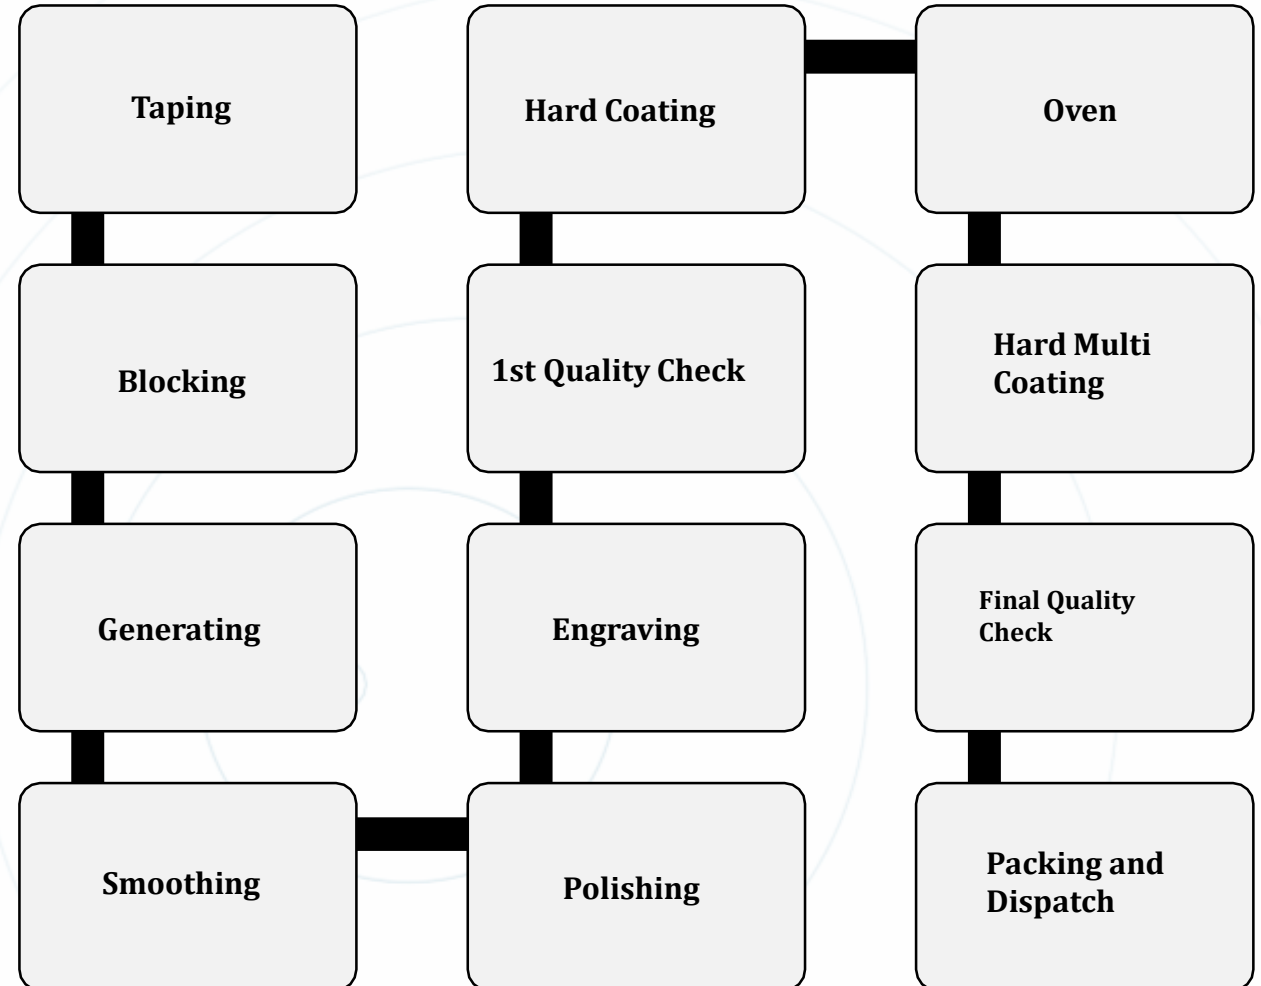 Taping
Blocking
Generating
Smoothing
Polishing
Engraving
1st Quality Check
Hard Coating
Oven
Hard Multi
Coating
Final Quality
Check
Packing and
Dispatch